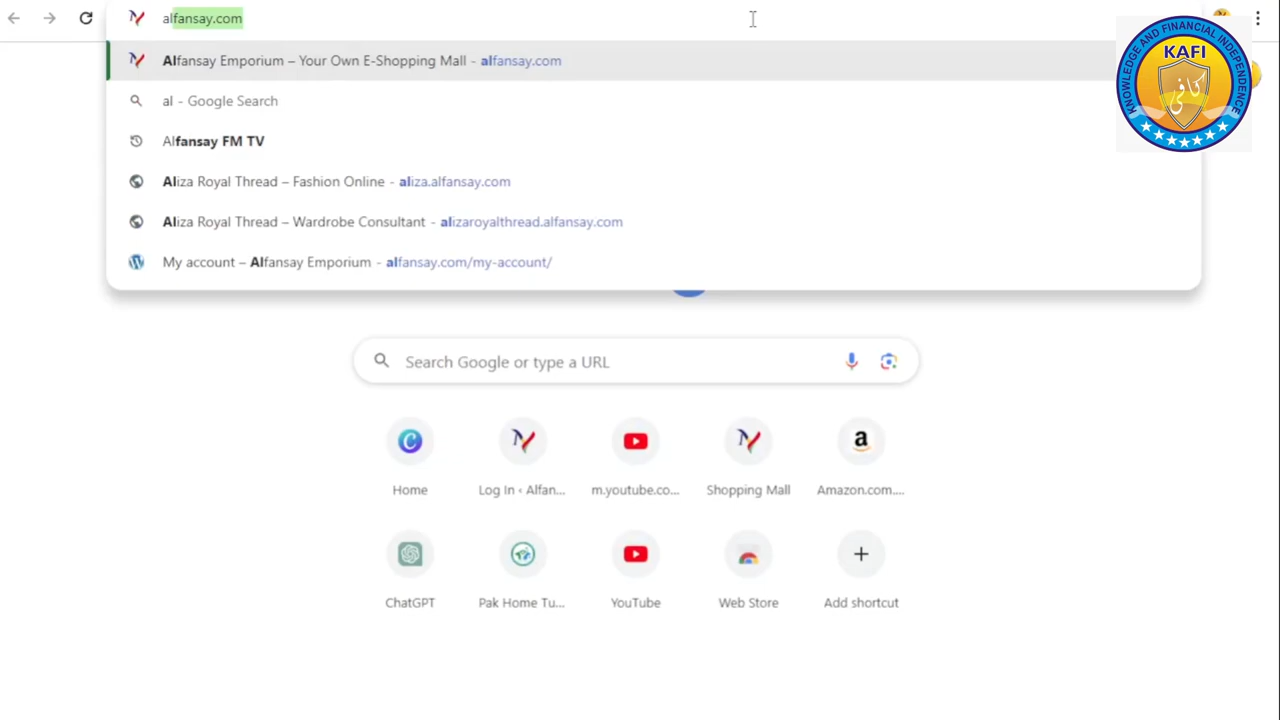 alfansay.com
Alfansay Emporium – Your Own E-Shopping Mall - alfansay.com
al - Google Search
Alfansay FM TV
Aliza Royal Thread – Fashion Online - aliza.alfansay.com
Aliza Royal Thread – Wardrobe Consultant - alizaroyalthread.alfansay.com
My account – Alfansay Emporium - alfansay.com/my-account/
KNOWLEDGE AND FINANCIAL INDEPENDENCE
KAFI
کافی
Search Google or type a URL
Home
Log In ‹ Alfan...
m.youtube.co...
Shopping Mall
Amazon.com....
ChatGPT
Pak Home Tu...
YouTube
Web Store
Add shortcut